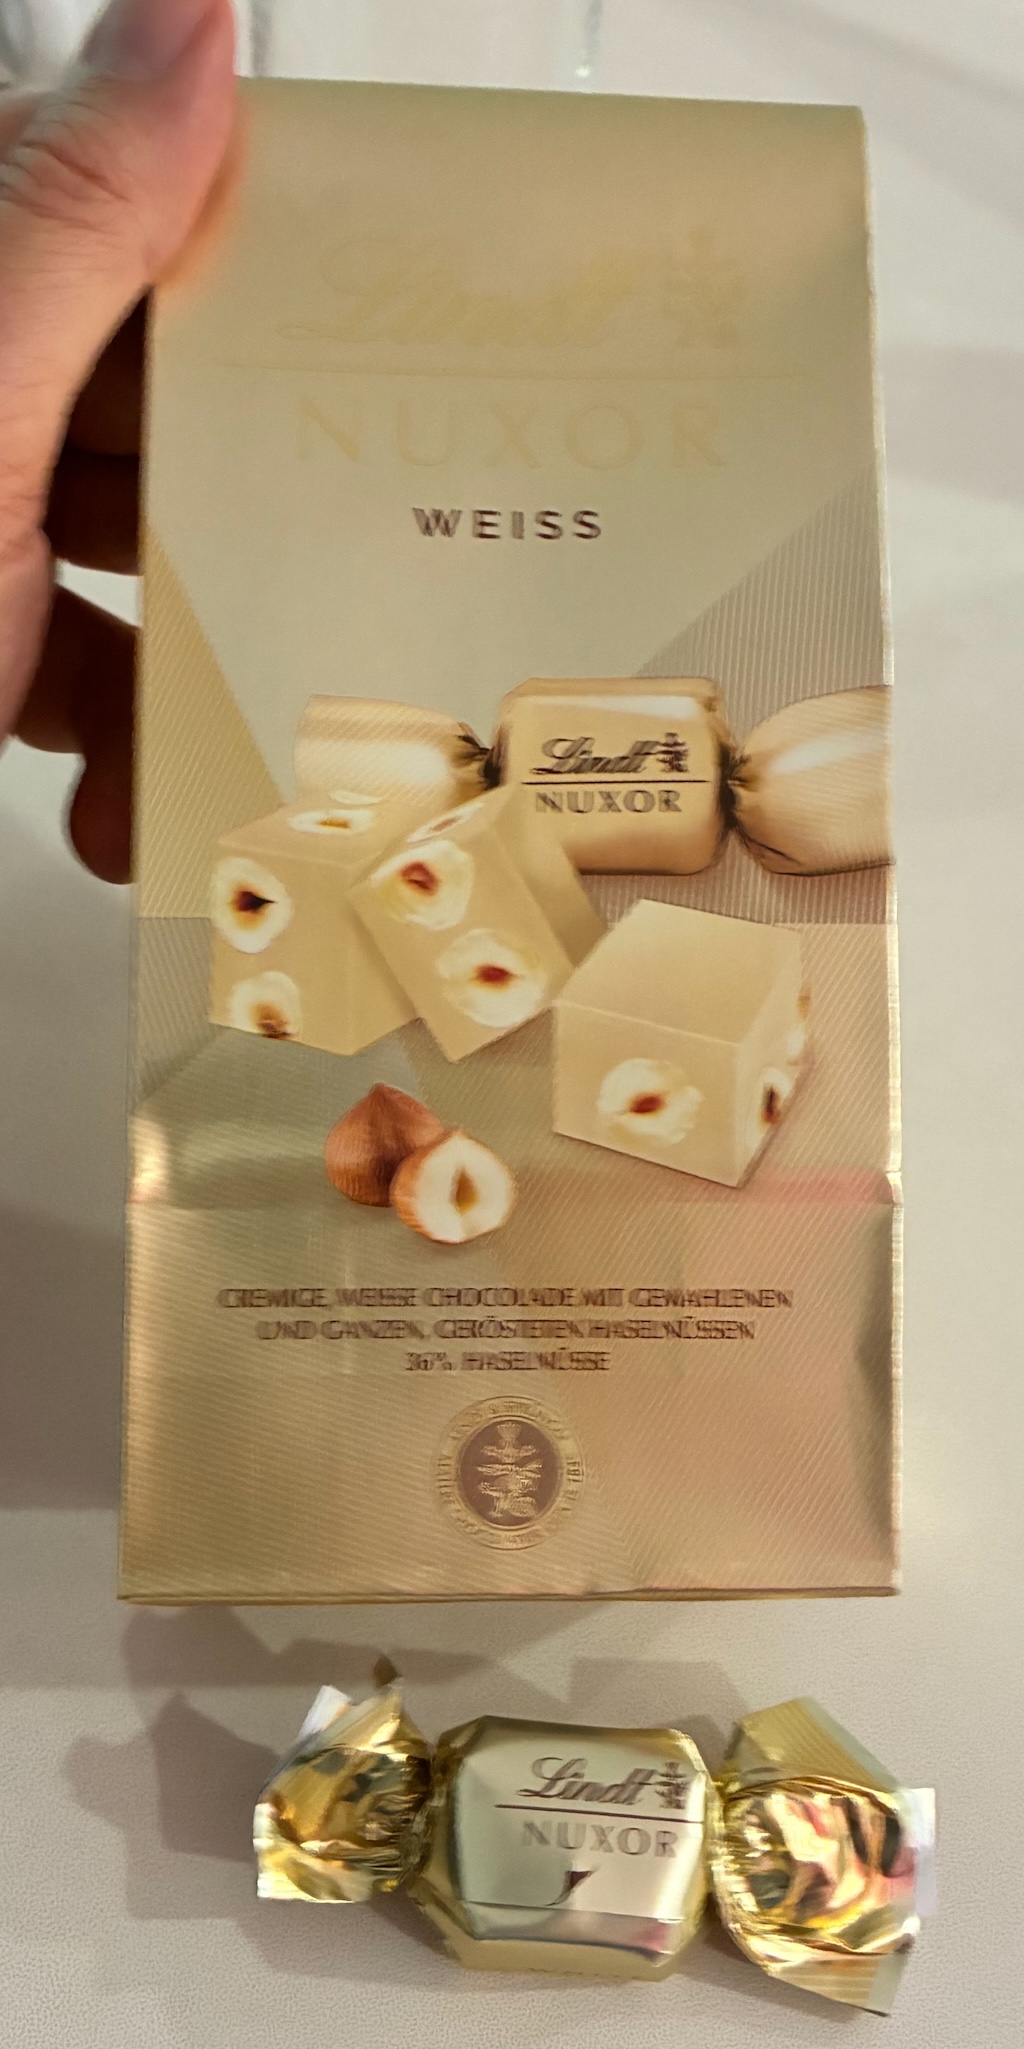 Lindt
NUXOR
WEISS
Lindt
NUXOR
CREMIGE, WEISSE CHOCOLADE MIT GEMAHLENEN
UND GANZEN, GERÖSTETEN HASELNÜSSEN
36% HASELNÜSSE
Lindt
NUXOR